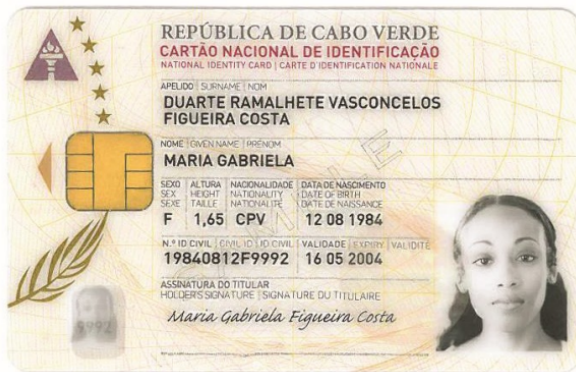 REPÚBLICA DE CABO VERDE
CARTÃO NACIONAL DE IDENTIFICAÇÃO
NATIONAL IDENTITY CARD | CARTE D'IDENTIFICATION NATIONALE
APELIDO | SURNAME | NOM
DUARTE RAMALHETE VASCONCELOS
FIGUEIRA COSTA
NOME | GIVEN NAME | PRÉNOM
MARIA GABRIELA
SEXO ALTURA NACIONALIDADE DATA DE NASCIMENTO
SEX HEIGHT NATIONALITY DATE OF BIRTH
SEXE TAILLE NATIONALITÉ DATE DE NAISSANCE
F 1,65 CPV 12 08 1984
N.º ID CIVIL | CIVIL ID | ID CIVIL VALIDADE | EXPIRY | VALIDITÉ
19840812F9992 16 05 2004
ASSINATURA DO TITULAR
HOLDER'S SIGNATURE | SIGNATURE DU TITULAIRE
Maria Gabriela Figueira Costa
9992